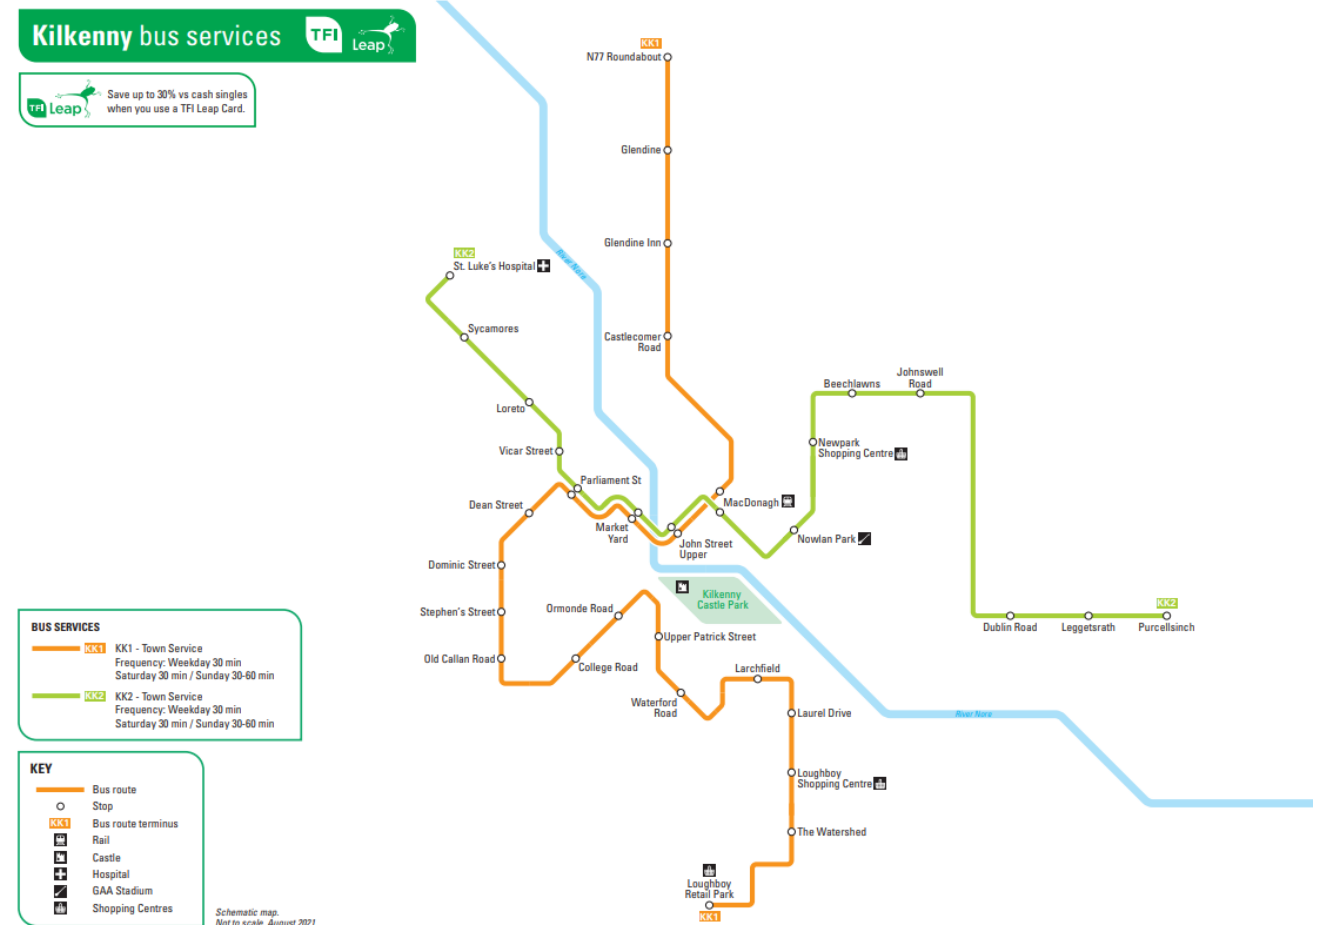 Kilkenny bus services
TFI
Leap
TFI Leap
Save up to 30% vs cash singles
when you use a TFI Leap Card.
KK1
N77 Roundabout
Glendine
Glendine Inn
River Nore
KK2
St. Luke's Hospital
Sycamores
Castlecomer
Road
Loreto
Vicar Street
Johnswell
Road
Beechlawns
Newpark
Shopping Centre
Parliament St
Dean Street
MacDonagh
Market
Yard
John Street
Upper
Nowlan Park
Dominic Street
Kilkenny
Castle Park
Stephen's Street
Ormonde Road
KK2
Dublin Road
Leggetsrath
Purcellsinch
Upper Patrick Street
Old Callan Road
College Road
Larchfield
Waterford
Road
Laurel Drive
River Nore
Loughboy
Shopping Centre
The Watershed
Loughboy
Retail Park
KK1
BUS SERVICES
KK1 KK1 - Town Service
Frequency: Weekday 30 min
Saturday 30 min / Sunday 30-60 min
KK2 KK2 - Town Service
Frequency: Weekday 30 min
Saturday 30 min / Sunday 30-60 min
KEY
Bus route
Stop
KK1 Bus route terminus
Rail
Castle
Hospital
GAA Stadium
Shopping Centres
Schematic map.
Not to scale. August 2021